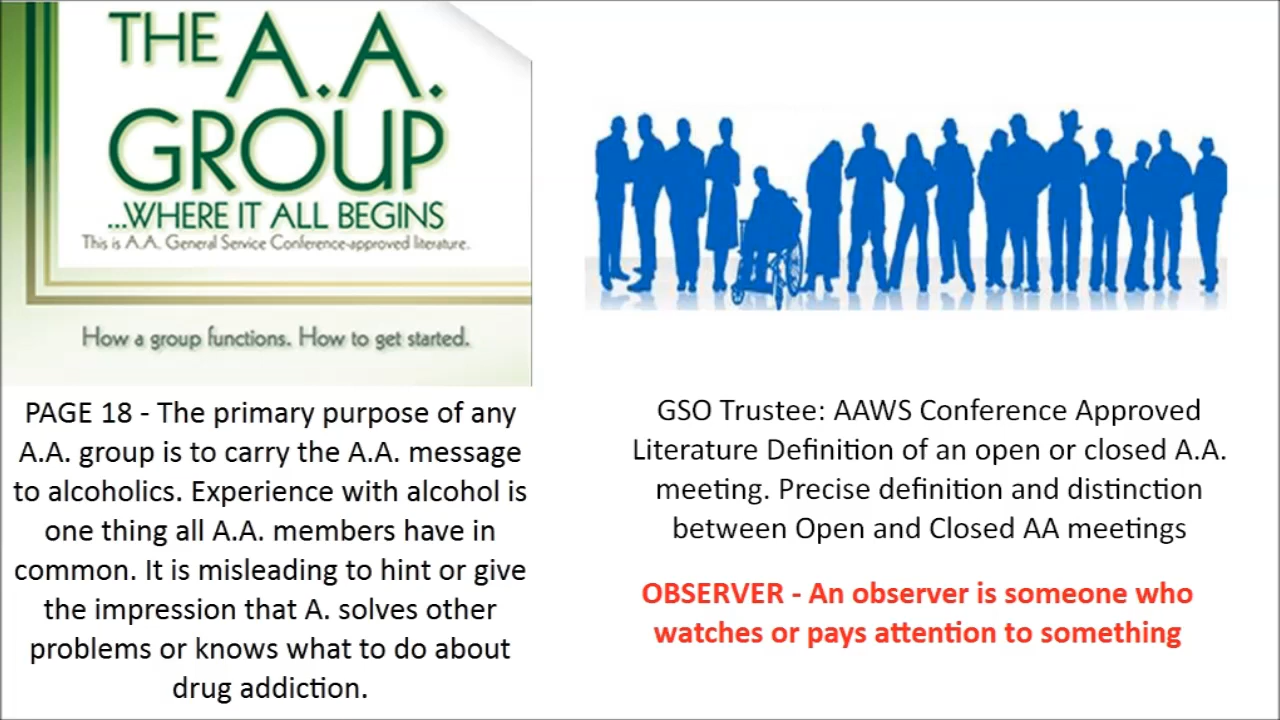 THE A.A.
GROUP
...WHERE IT ALL BEGINS
This is A.A. General Service Conference-approved literature.
How a group functions. How to get started.
PAGE 18 - The primary purpose of any
A.A. group is to carry the A.A. message
to alcoholics. Experience with alcohol is
one thing all A.A. members have in
common. It is misleading to hint or give
the impression that A. solves other
problems or knows what to do about
drug addiction.
GSO Trustee: AAWS Conference Approved
Literature Definition of an open or closed A.A.
meeting. Precise definition and distinction
between Open and Closed AA meetings
OBSERVER - An observer is someone who
watches or pays attention to something